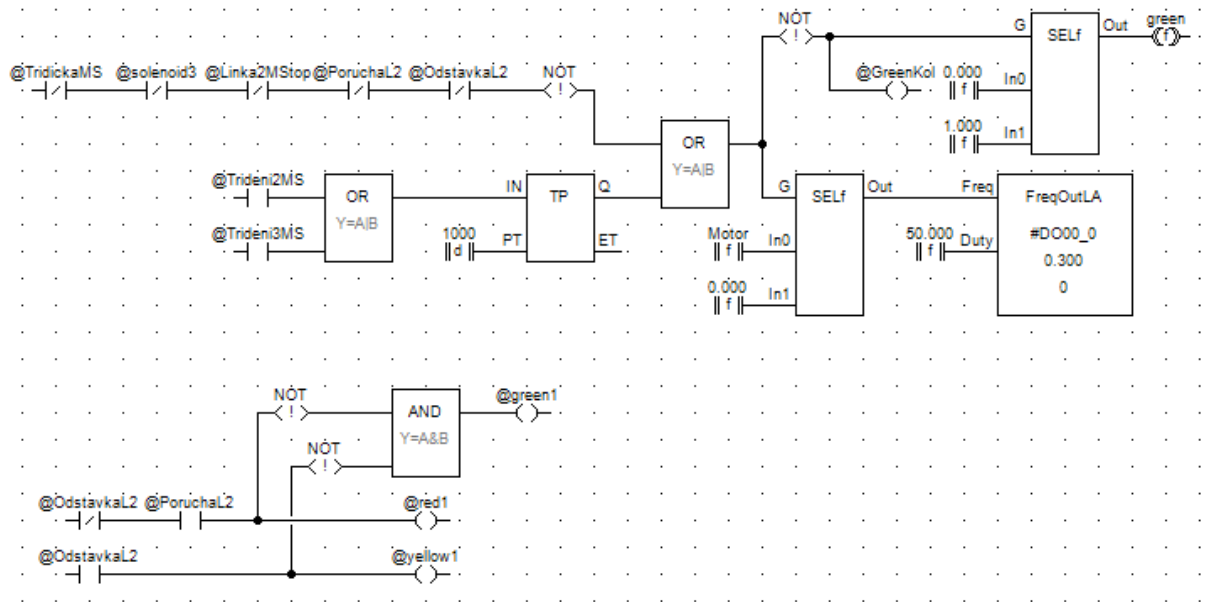 NOT
G
SELf
Out
green
f
@TridickaMS @solenoid3 @Linka2MStop @PoruchaL2 @OdstavkaL2 NOT
@GreenKol
0.000
In0
f
1.000
In1
f
OR
Y=A|B
@Trideni2MS
OR
Y=A|B
IN
TP
Q
@Trideni3MS
1000
PT
d
ET
G
SELf
Out
Freq
FreqOutLA
Motor
In0
f
50.000
Duty
f
#DO00_0
0.300
0
0.000
In1
f
NOT
AND
Y=A&B
@green1
NOT
@OdstavkaL2 @PoruchaL2
@red1
@OdstavkaL2
@yellow1